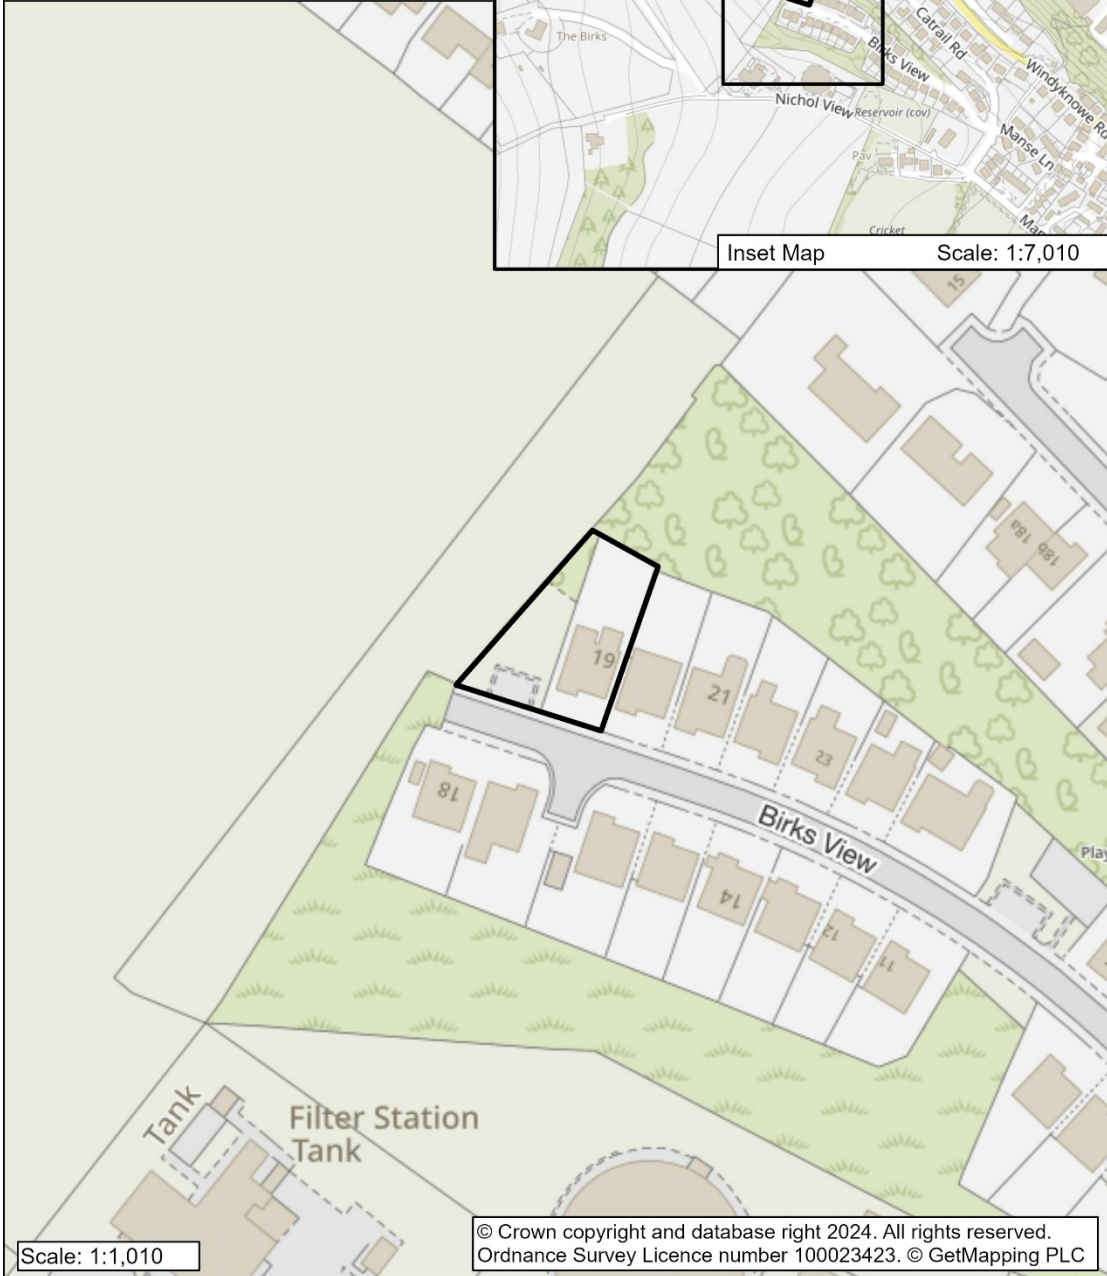 The Birks
Catrail Rd
Birks View
Windyknowe Rd
Nichol View
Reservoir (cov)
Manse Ln
Pav
Cricket
Inset Map Scale: 1:7,010
15
18a
18b
19
21
23
18
Birks View
14
12
11
Tank
Filter Station
Tank
Scale: 1:1,010
© Crown copyright and database right 2024. All rights reserved.
Ordnance Survey Licence number 100023423. © GetMapping PLC